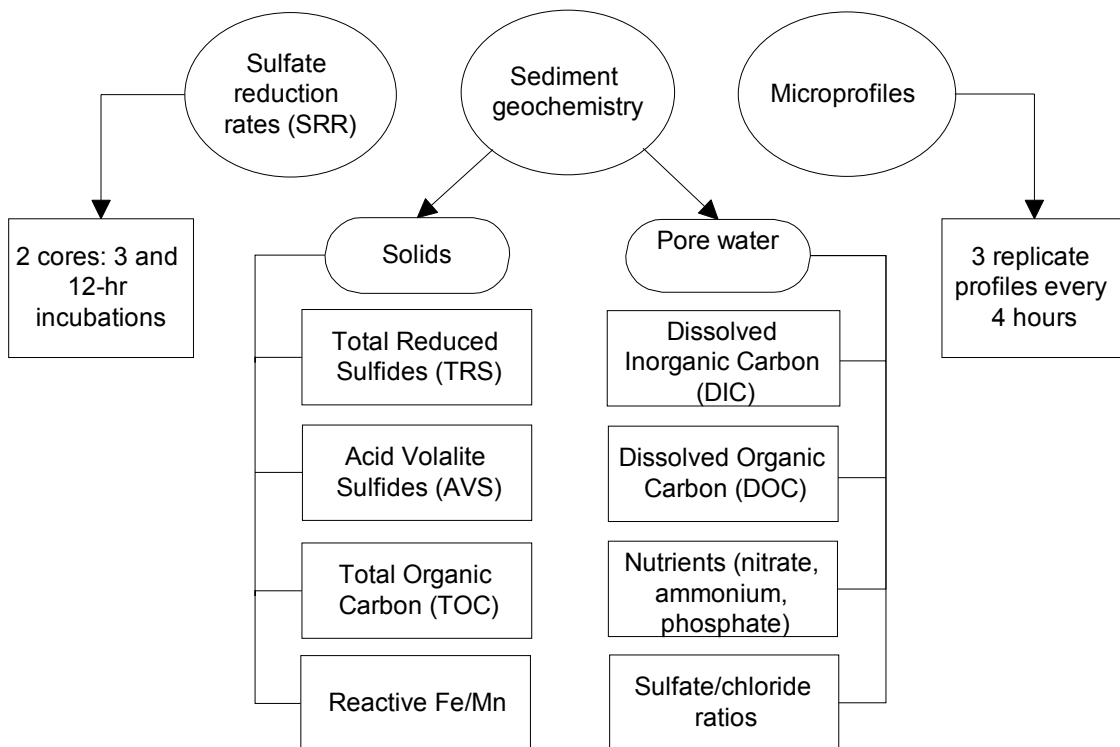 Sulfate
reduction
rates (SRR)
Sediment
geochemistry
Microprofiles
2 cores: 3 and
12-hr
incubations
Solids
Pore water
3 replicate
profiles every
4 hours
Total Reduced
Sulfides (TRS)
Dissolved
Inorganic Carbon
(DIC)
Acid Volalite
Sulfides (AVS)
Dissolved Organic
Carbon (DOC)
Total Organic
Carbon (TOC)
Nutrients (nitrate,
ammonium,
phosphate)
Reactive Fe/Mn
Sulfate/chloride
ratios